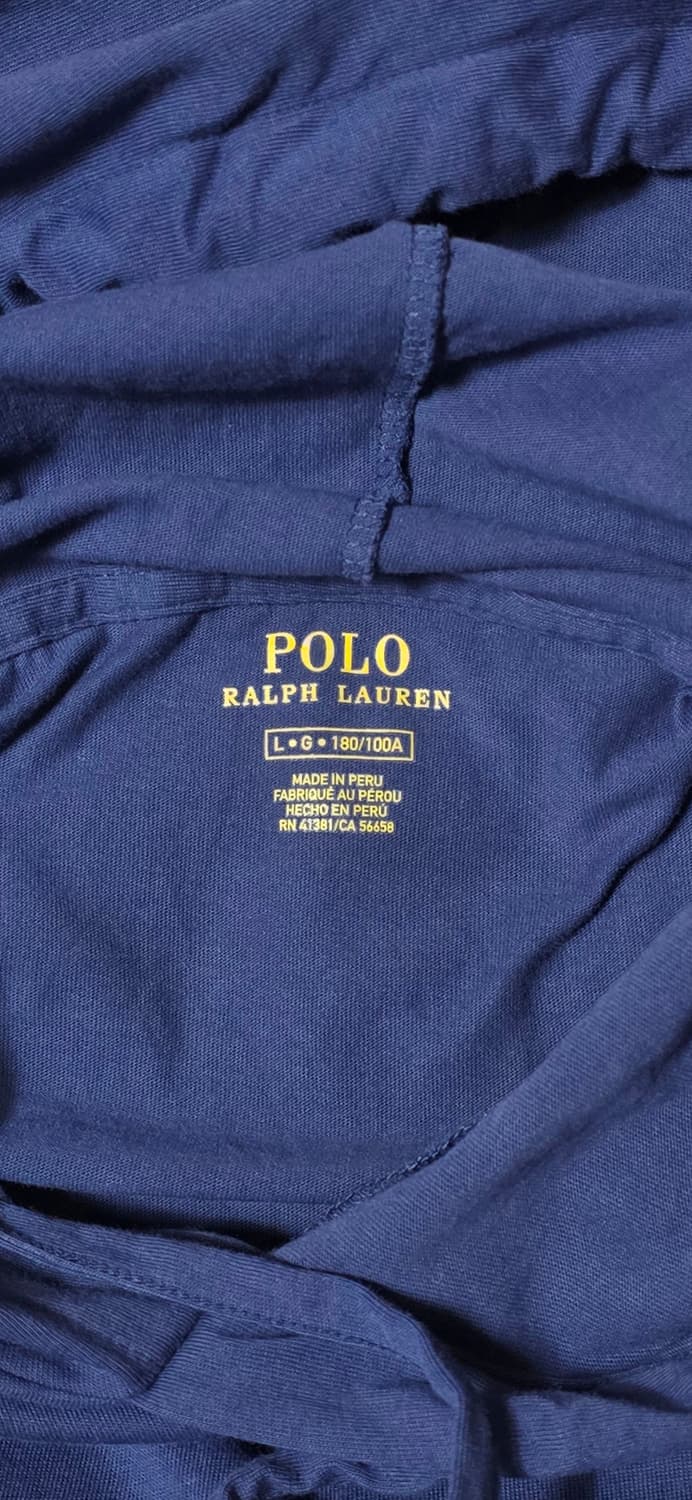 POLO
RALPH LAUREN
L • G • 180/100A
MADE IN PERU
FABRIQUÉ AU PÉROU
HECHO EN PERÚ
RN 41381/CA 56658